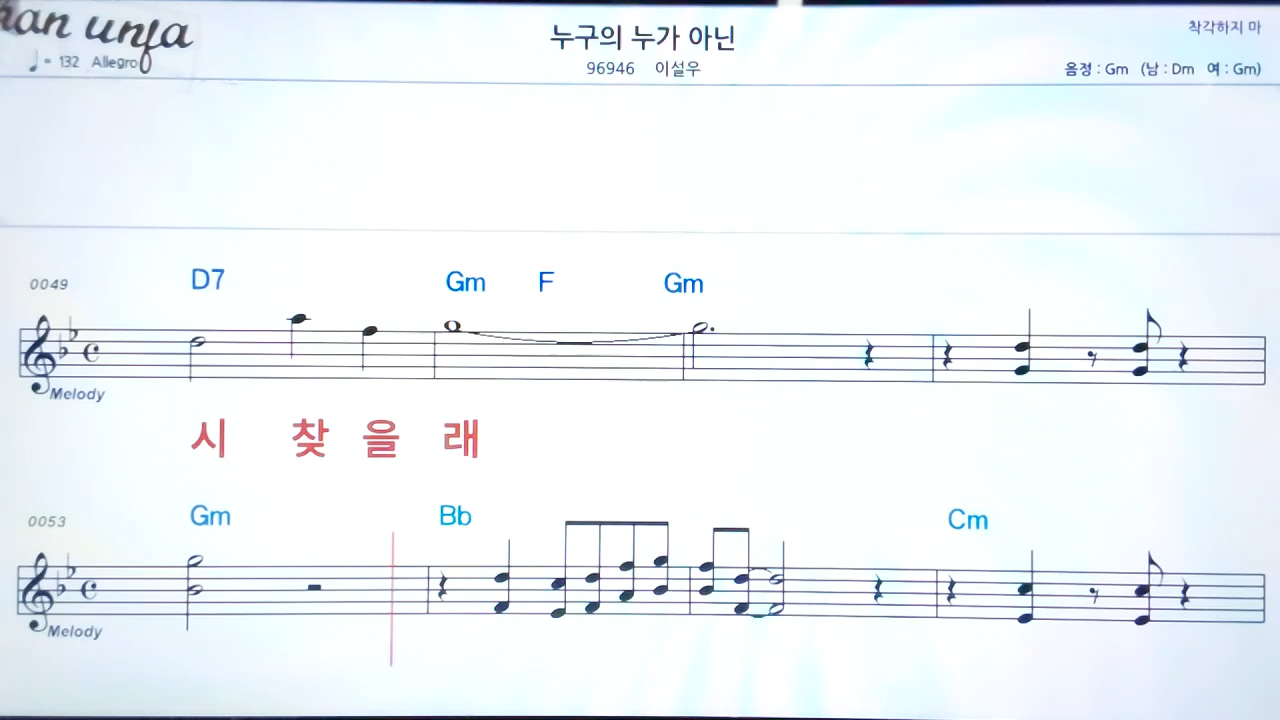 누구의 누가 아닌
착각하지 마
♩= 132 Allegro
96946 이설우
음정 : Gm (남 : Dm 여 : Gm)
0049 D7 Gm F Gm
Melody
시 찾 을 래
0053 Gm Bb Cm
Melody